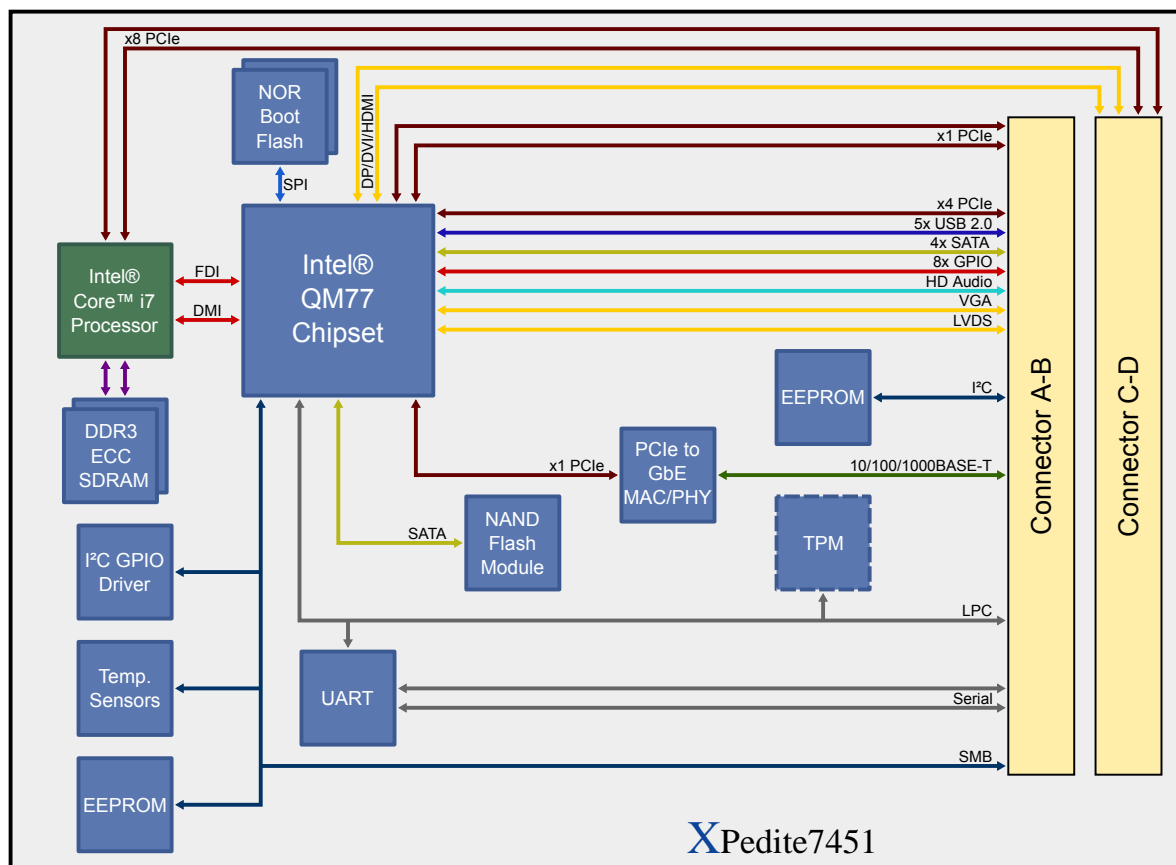 x8 PCIe
NOR
Boot
Flash
SPI
DP/DVI/HDMI
x1 PCIe
x4 PCIe
5x USB 2.0
4x SATA
8x GPIO
HD Audio
VGA
LVDS
Intel®
Core™ i7
Processor
FDI
DMI
Intel®
QM77
Chipset
Connector A-B
Connector C-D
DDR3
ECC
SDRAM
EEPROM
I²C
x1 PCIe
PCIe to
GbE
MAC/PHY
10/100/1000BASE-T
SATA
NAND
Flash
Module
TPM
I²C GPIO
Driver
LPC
Temp.
Sensors
UART
Serial
SMB
EEPROM
XPedite7451